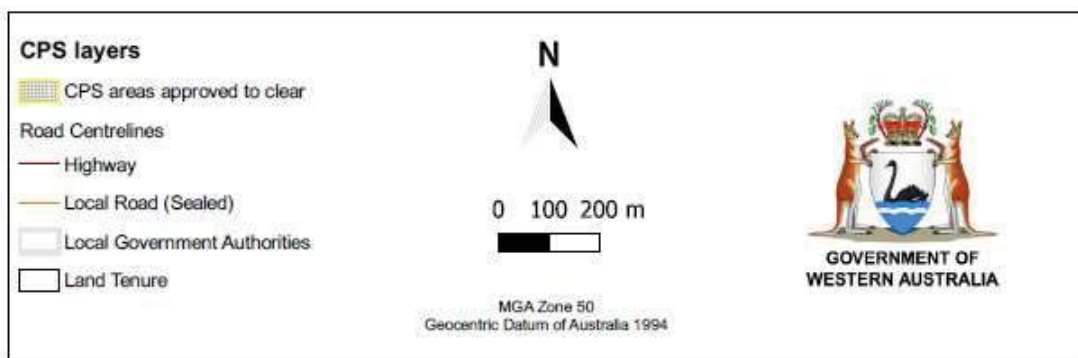 CPS layers
CPS areas approved to clear
Road Centrelines
Highway
Local Road (Sealed)
Local Government Authorities
Land Tenure
N
0 100 200 m
MGA Zone 50
Geocentric Datum of Australia 1994
GOVERNMENT OF
WESTERN AUSTRALIA